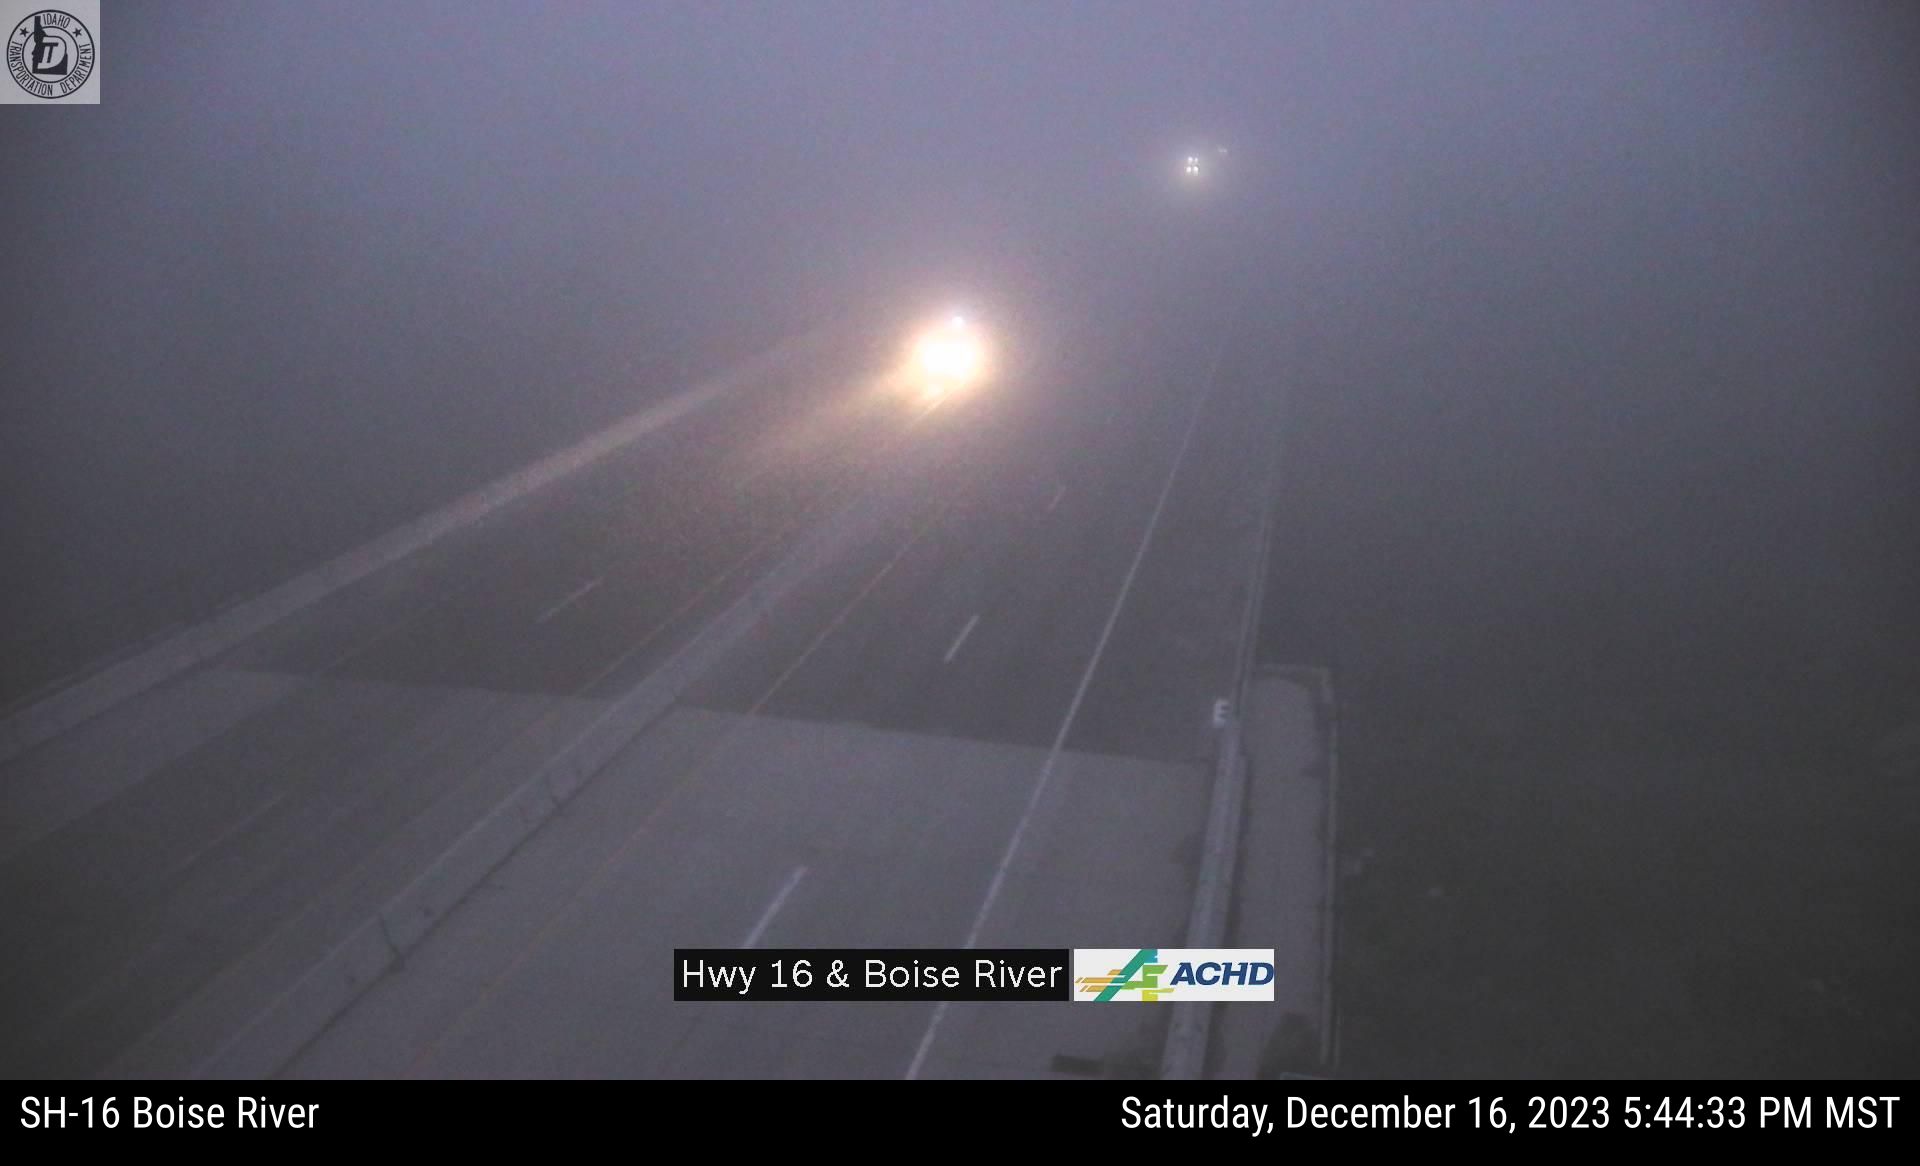 IDAHO
TRANSPORTATION DEPARTMENT
Hwy 16 & Boise River
ACHD
SH-16 Boise River
Saturday, December 16, 2023 5:44:33 PM MST